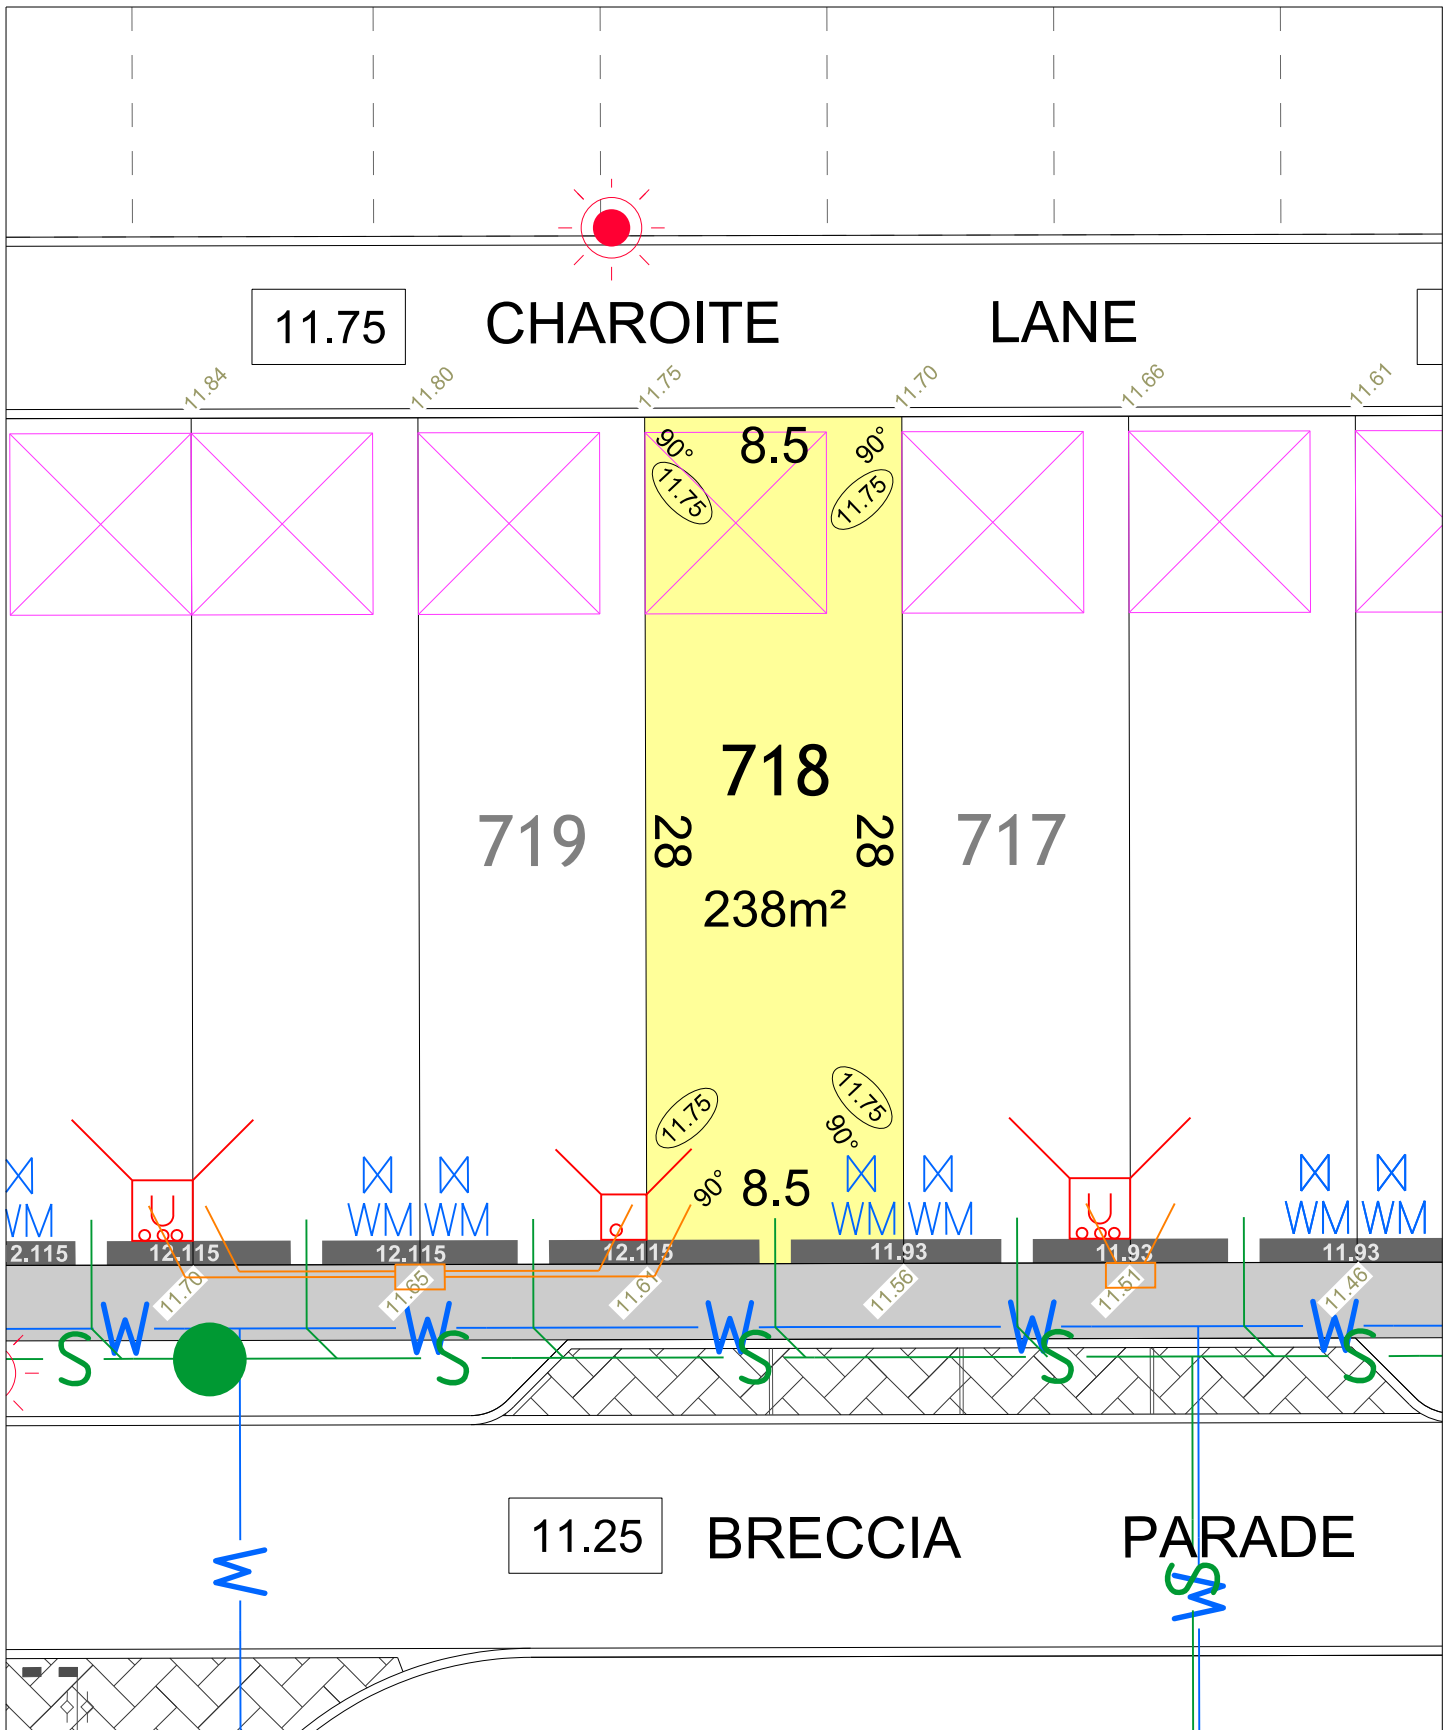 11.75 CHAROITE LANE
11.84 11.80 11.75 11.70 11.66 11.61
90° 8.5 90°
11.75 11.75
718
719 28 28 717
238m²
11.75 11.75
90° 8.5 90°
U U
WM WM WM WM WM WM WM
2.115 12.115 12.115 12.115 11.93 11.93 11.93
11.70 11.65 11.61 11.56 11.51 11.46
W W W W W
S S S S S
11.25 BRECCIA PARADE
W S W